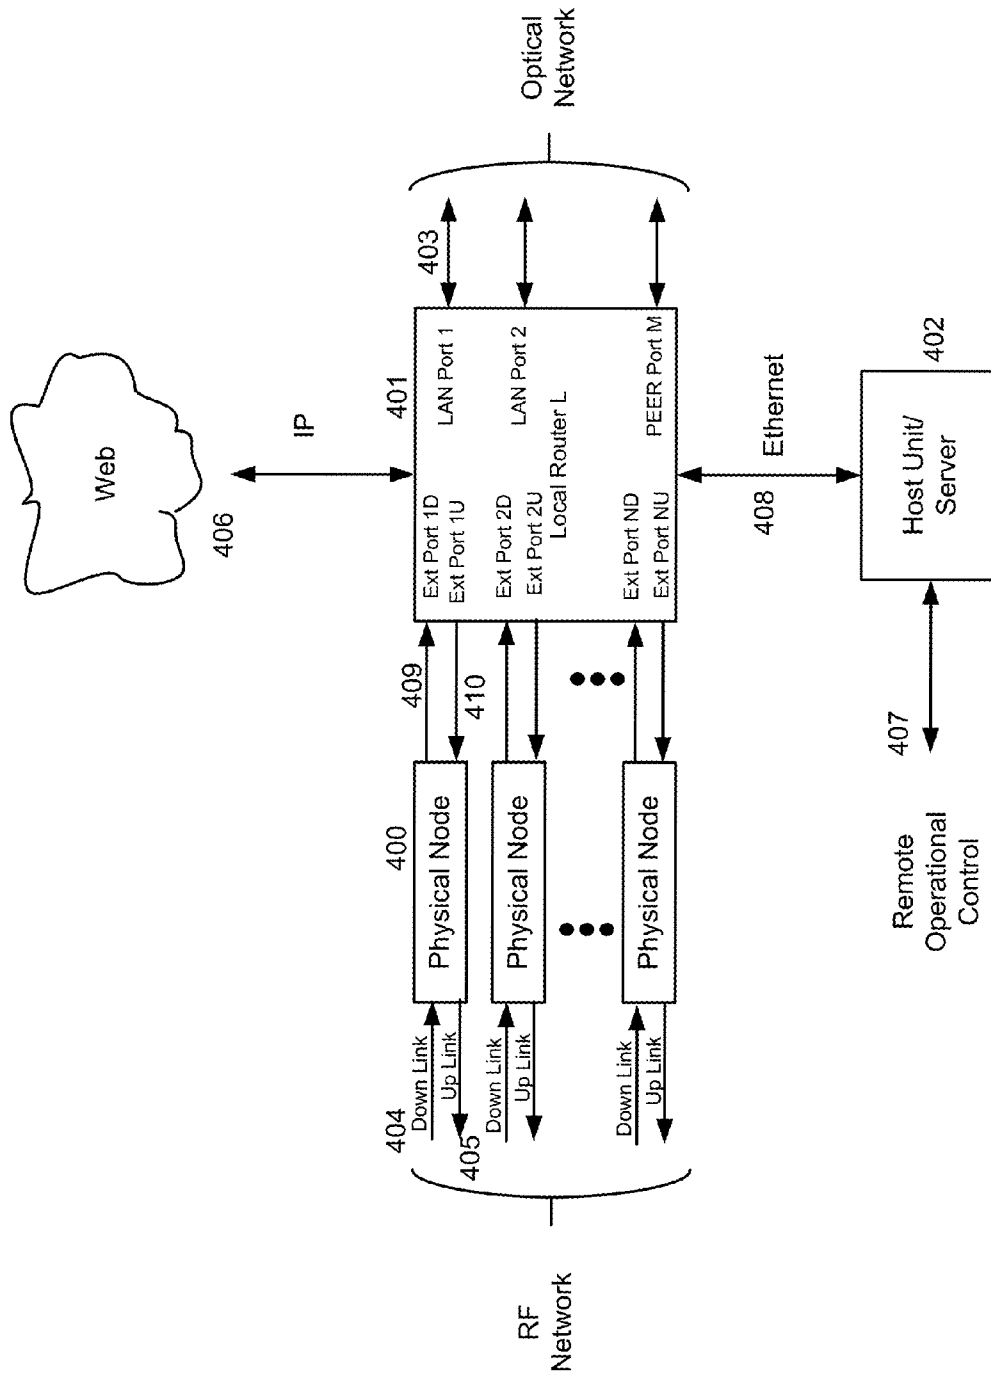 Web
406
IP
RF
Network
404
Down Link
Up Link
405
Down Link
Up Link
Down Link
Up Link
400
Physical Node
Physical Node
Physical Node
409
410
401
Ext Port 1D
Ext Port 1U
Ext Port 2D
Ext Port 2U
Ext Port ND
Ext Port NU
Local Router L
LAN Port 1
LAN Port 2
PEER Port M
403
Optical
Network
408
Ethernet
Remote
Operational
Control
407
Host Unit/
Server
402